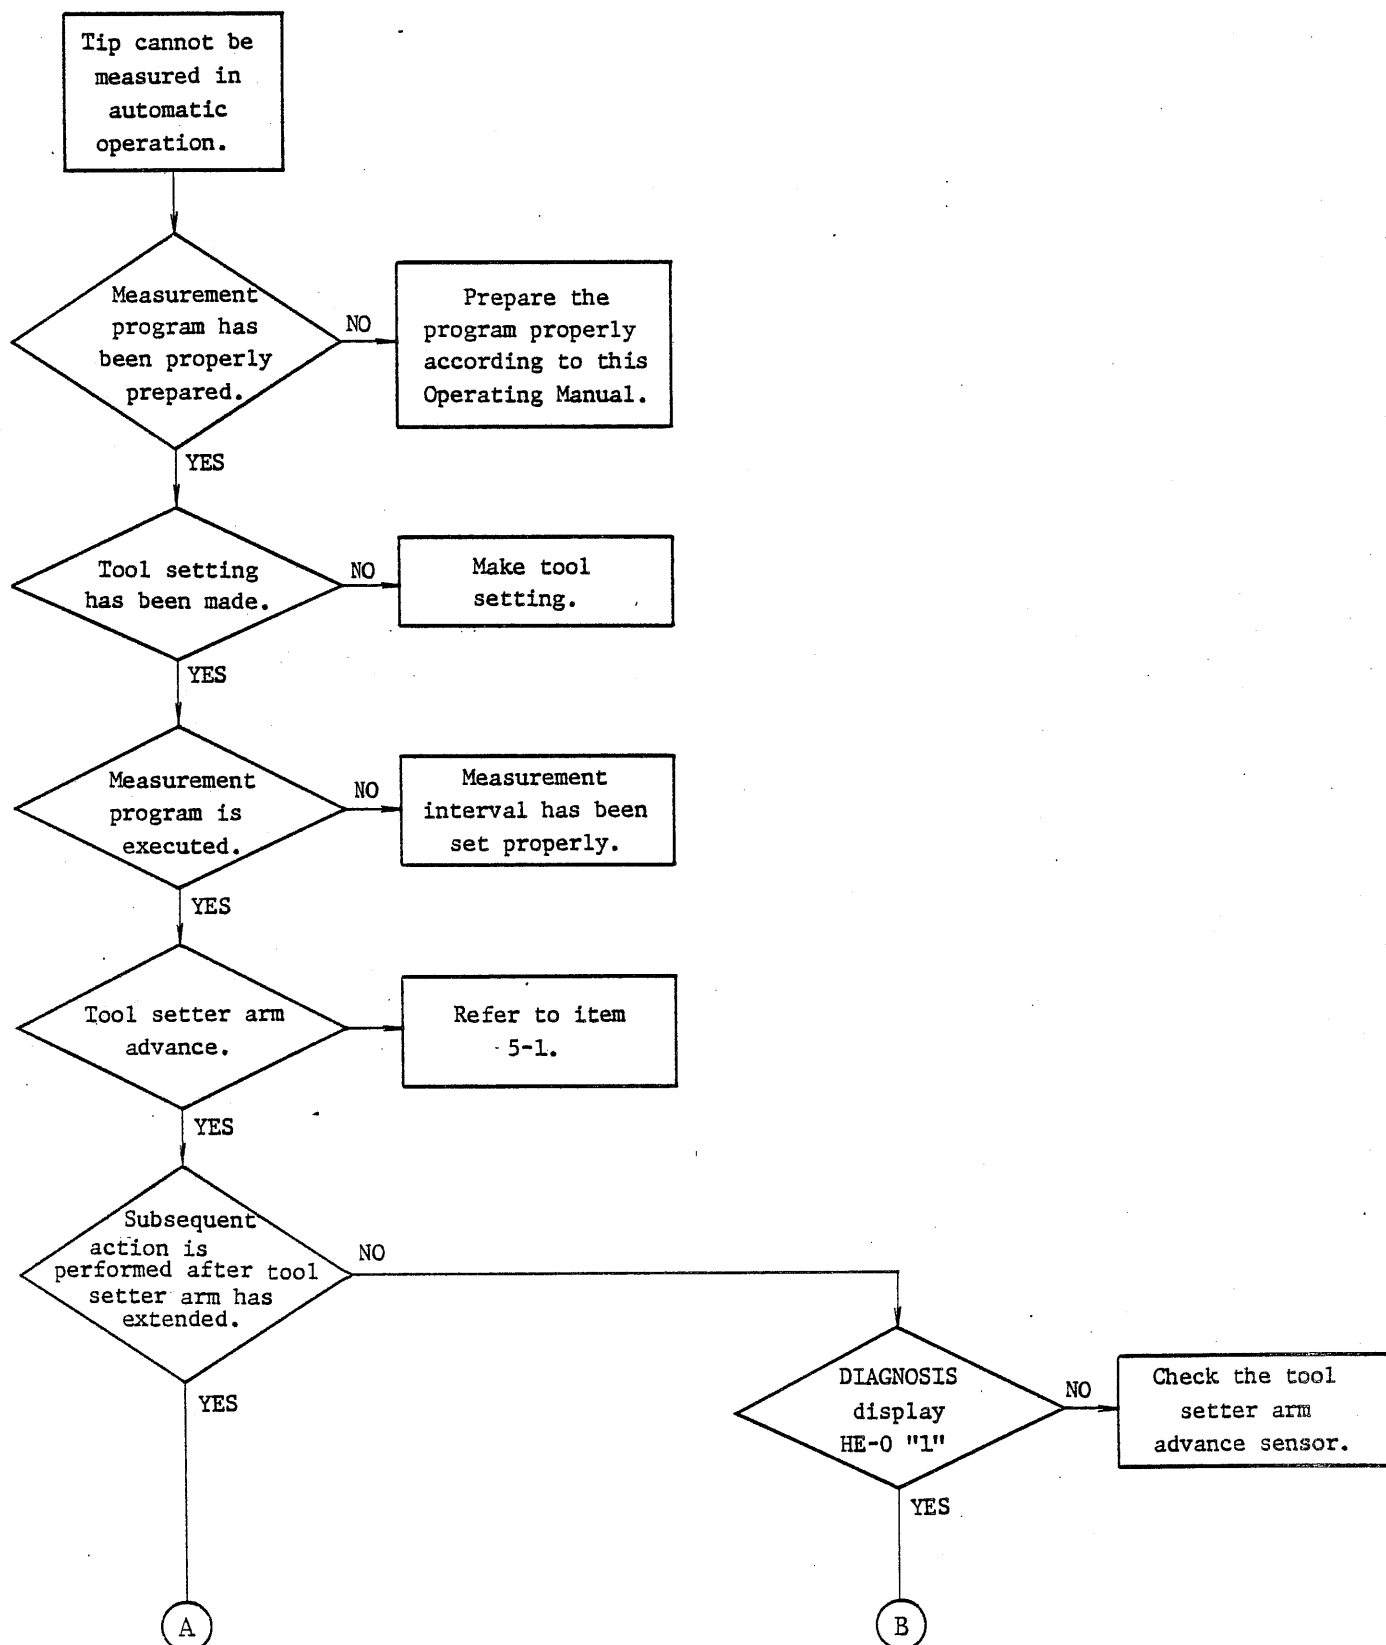 Tip cannot be
measured in
automatic
operation.
Measurement
program has
been properly
prepared.
NO
Prepare the
program properly
according to this
Operating Manual.
YES
Tool setting
has been made.
NO
Make tool
setting.
YES
Measurement
program is
executed.
NO
Measurement
interval has been
set properly.
YES
Tool setter arm
advance.
Refer to item
5-1.
YES
Subsequent
action is
performed after tool
setter arm has
extended.
NO
YES
DIAGNOSIS
display
HE-0 "1"
NO
Check the tool
setter arm
advance sensor.
YES
A
B